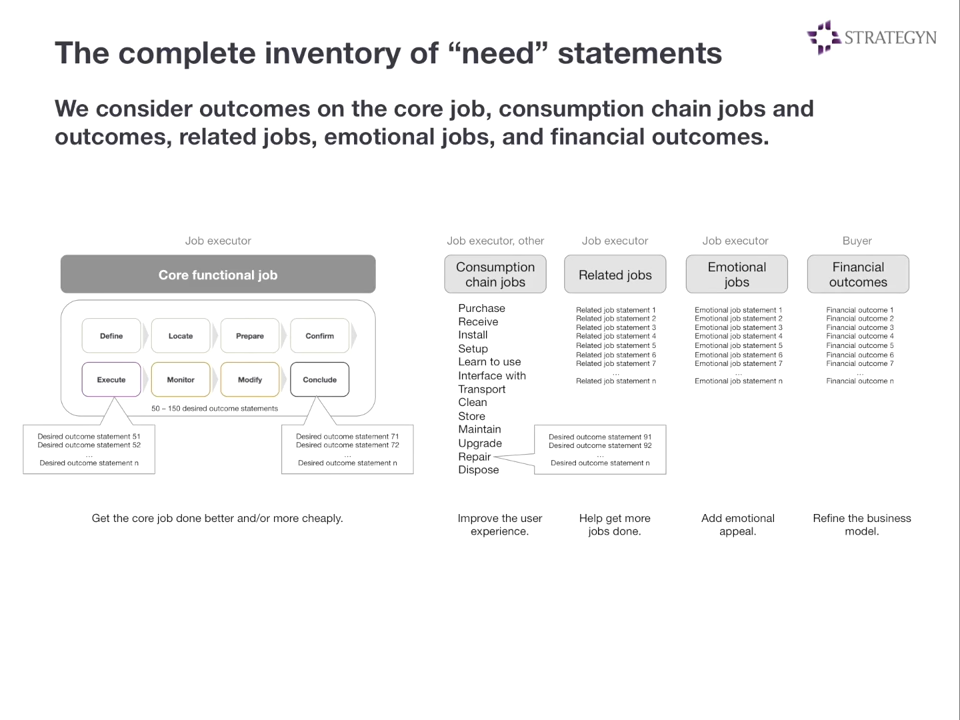 The complete inventory of “need” statements
STRATEGYN
We consider outcomes on the core job, consumption chain jobs and
outcomes, related jobs, emotional jobs, and financial outcomes.
Job executor
Core functional job
Define
Locate
Prepare
Confirm
Execute
Monitor
Modify
Conclude
50 – 150 desired outcome statements
Desired outcome statement 51
Desired outcome statement 52
...
Desired outcome statement n
Desired outcome statement 71
Desired outcome statement 72
...
Desired outcome statement n
Get the core job done better and/or more cheaply.
Job executor, other
Consumption
chain jobs
Purchase
Receive
Install
Setup
Learn to use
Interface with
Transport
Clean
Store
Maintain
Upgrade
Repair
Dispose
Desired outcome statement 91
Desired outcome statement 92
...
Desired outcome statement n
Improve the user
experience.
Job executor
Related jobs
Related job statement 1
Related job statement 2
Related job statement 3
Related job statement 4
Related job statement 5
Related job statement 6
Related job statement 7
...
Related job statement n
Help get more
jobs done.
Job executor
Emotional
jobs
Emotional job statement 1
Emotional job statement 2
Emotional job statement 3
Emotional job statement 4
Emotional job statement 5
Emotional job statement 6
Emotional job statement 7
...
Emotional job statement n
Add emotional
appeal.
Buyer
Financial
outcomes
Financial outcome 1
Financial outcome 2
Financial outcome 3
Financial outcome 4
Financial outcome 5
Financial outcome 6
Financial outcome 7
...
Financial outcome n
Refine the business
model.